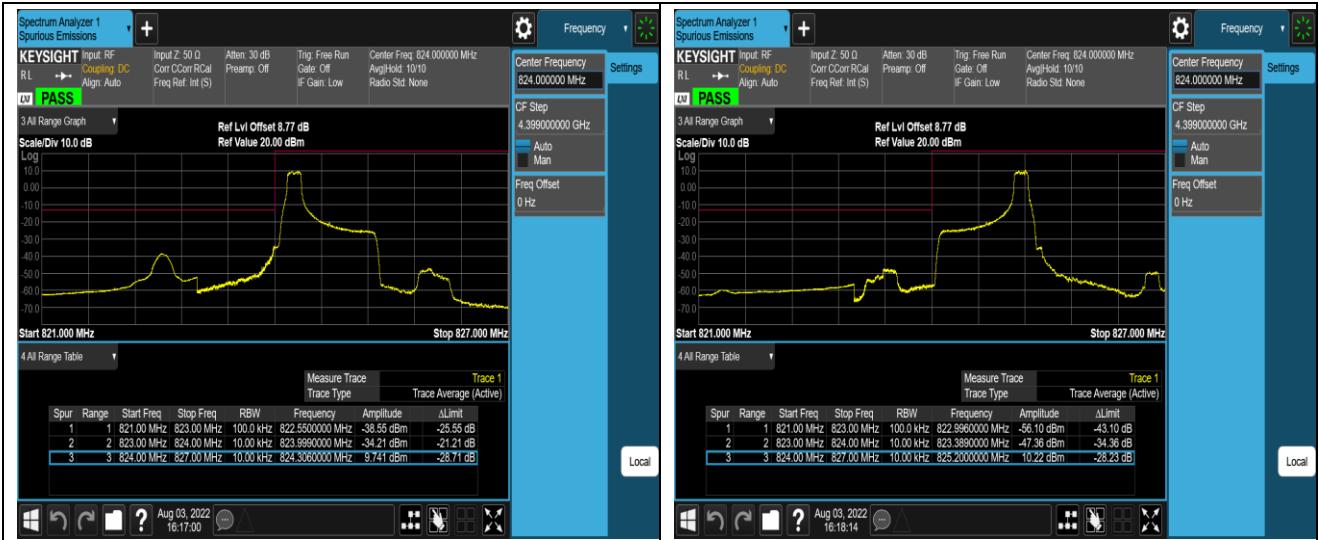 Spectrum Analyzer 1
Spurious Emissions
+
Frequency
KEYSIGHT Input: RF Input Z: 50 Ω Atten: 30 dB Trig: Free Run Center Freq: 824.000000 MHz
Coupling: DC Corr CCorr RCal Preamp: Off Gate: Off Avg|Hold: 10/10
RL Align: Auto Freq Ref: Int (S) IF Gain: Low Radio Std: None
LXI PASS
Center Frequency
824.000000 MHz
Settings
CF Step
4.399000000 GHz
Auto
Man
Freq Offset
0 Hz
3 All Range Graph
Ref Lvl Offset 8.77 dB
Scale/Div 10.0 dB Ref Value 20.00 dBm
Log
10.0
0.00
-10.0
-20.0
-30.0
-40.0
-50.0
-60.0
-70.0
Start 821.000 MHz Stop 827.000 MHz
4 All Range Table
Measure Trace Trace 1
Trace Type Trace Average (Active)
Spur Range Start Freq Stop Freq RBW Frequency Amplitude ΔLimit
1 1 821.00 MHz 823.00 MHz 100.0 kHz 822.5500000 MHz -38.55 dBm -25.55 dB
2 2 823.00 MHz 824.00 MHz 10.00 kHz 823.9990000 MHz -34.21 dBm -21.21 dB
3 3 824.00 MHz 827.00 MHz 10.00 kHz 824.3060000 MHz 9.741 dBm -28.71 dB
Local
? Aug 03, 2022
16:17:00
Spectrum Analyzer 1
Spurious Emissions
+
Frequency
KEYSIGHT Input: RF Input Z: 50 Ω Atten: 30 dB Trig: Free Run Center Freq: 824.000000 MHz
Coupling: DC Corr CCorr RCal Preamp: Off Gate: Off Avg|Hold: 10/10
RL Align: Auto Freq Ref: Int (S) IF Gain: Low Radio Std: None
LXI PASS
Center Frequency
824.000000 MHz
Settings
CF Step
4.399000000 GHz
Auto
Man
Freq Offset
0 Hz
3 All Range Graph
Ref Lvl Offset 8.77 dB
Scale/Div 10.0 dB Ref Value 20.00 dBm
Log
10.0
0.00
-10.0
-20.0
-30.0
-40.0
-50.0
-60.0
-70.0
Start 821.000 MHz Stop 827.000 MHz
4 All Range Table
Measure Trace Trace 1
Trace Type Trace Average (Active)
Spur Range Start Freq Stop Freq RBW Frequency Amplitude ΔLimit
1 1 821.00 MHz 823.00 MHz 100.0 kHz 822.9960000 MHz -56.10 dBm -43.10 dB
2 2 823.00 MHz 824.00 MHz 10.00 kHz 823.3890000 MHz -47.36 dBm -34.36 dB
3 3 824.00 MHz 827.00 MHz 10.00 kHz 825.2000000 MHz 10.22 dBm -28.23 dB
Local
? Aug 03, 2022
16:18:14